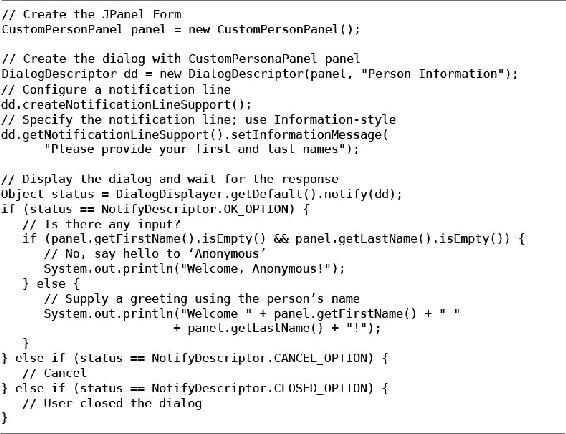 // Create the JPanel Form
CustomPersonPanel panel = new CustomPersonPanel();
// Create the dialog with CustomPersonaPanel panel
DialogDescriptor dd = new DialogDescriptor(panel, "Person Information");
// Configure a notification line
dd.createNotificationLineSupport();
// Specify the notification line; use Information-style
dd.getNotificationLineSupport().setInformationMessage(
"Please provide your first and last names");
// Display the dialog and wait for the response
Object status = DialogDisplayer.getDefault().notify(dd);
if (status == NotifyDescriptor.OK_OPTION) {
// Is there any input?
if (panel.getFirstName().isEmpty() && panel.getLastName().isEmpty()) {
// No, say hello to ‘Anonymous’
System.out.println("Welcome, Anonymous!");
} else {
// Supply a greeting using the person’s name
System.out.println("Welcome " + panel.getFirstName() + " "
+ panel.getLastName() + "!");
}
} else if (status == NotifyDescriptor.CANCEL_OPTION) {
// Cancel
} else if (status == NotifyDescriptor.CLOSED_OPTION) {
// User closed the dialog
}